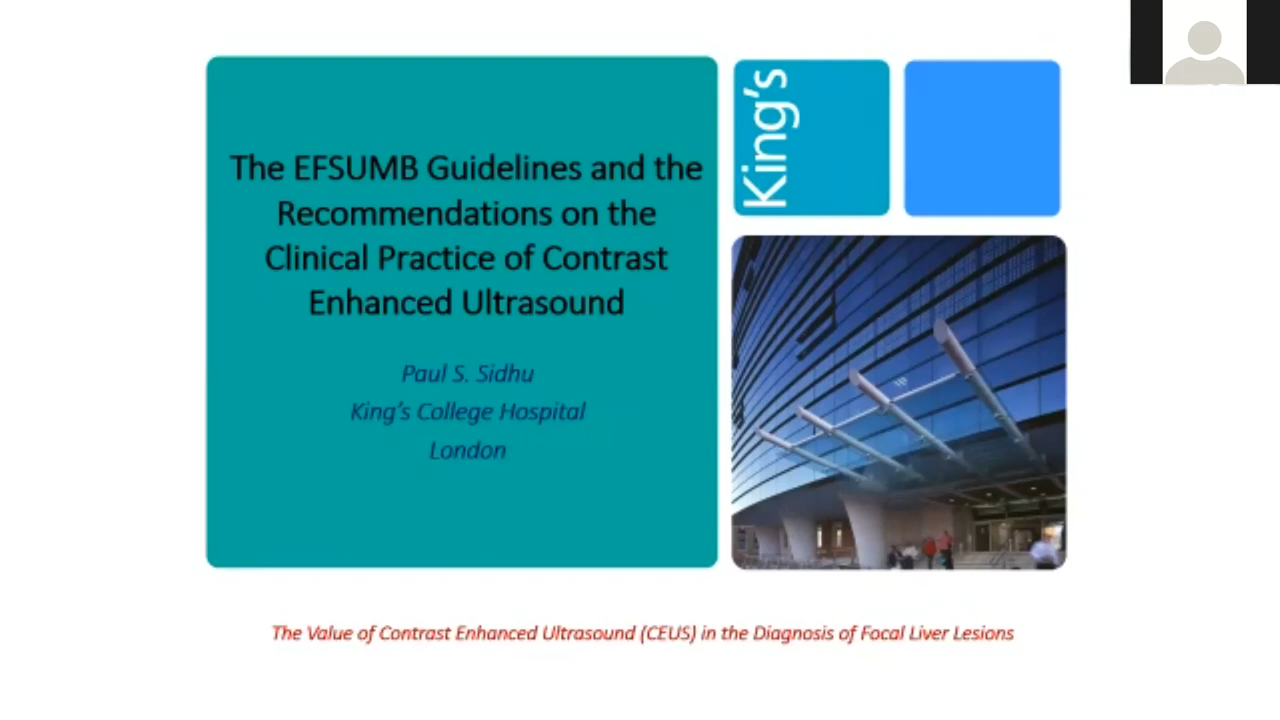 The EFSUMB Guidelines and the
Recommendations on the
Clinical Practice of Contrast
Enhanced Ultrasound
Paul S. Sidhu
King's College Hospital
London
King's
The Value of Contrast Enhanced Ultrasound (CEUS) in the Diagnosis of Focal Liver Lesions